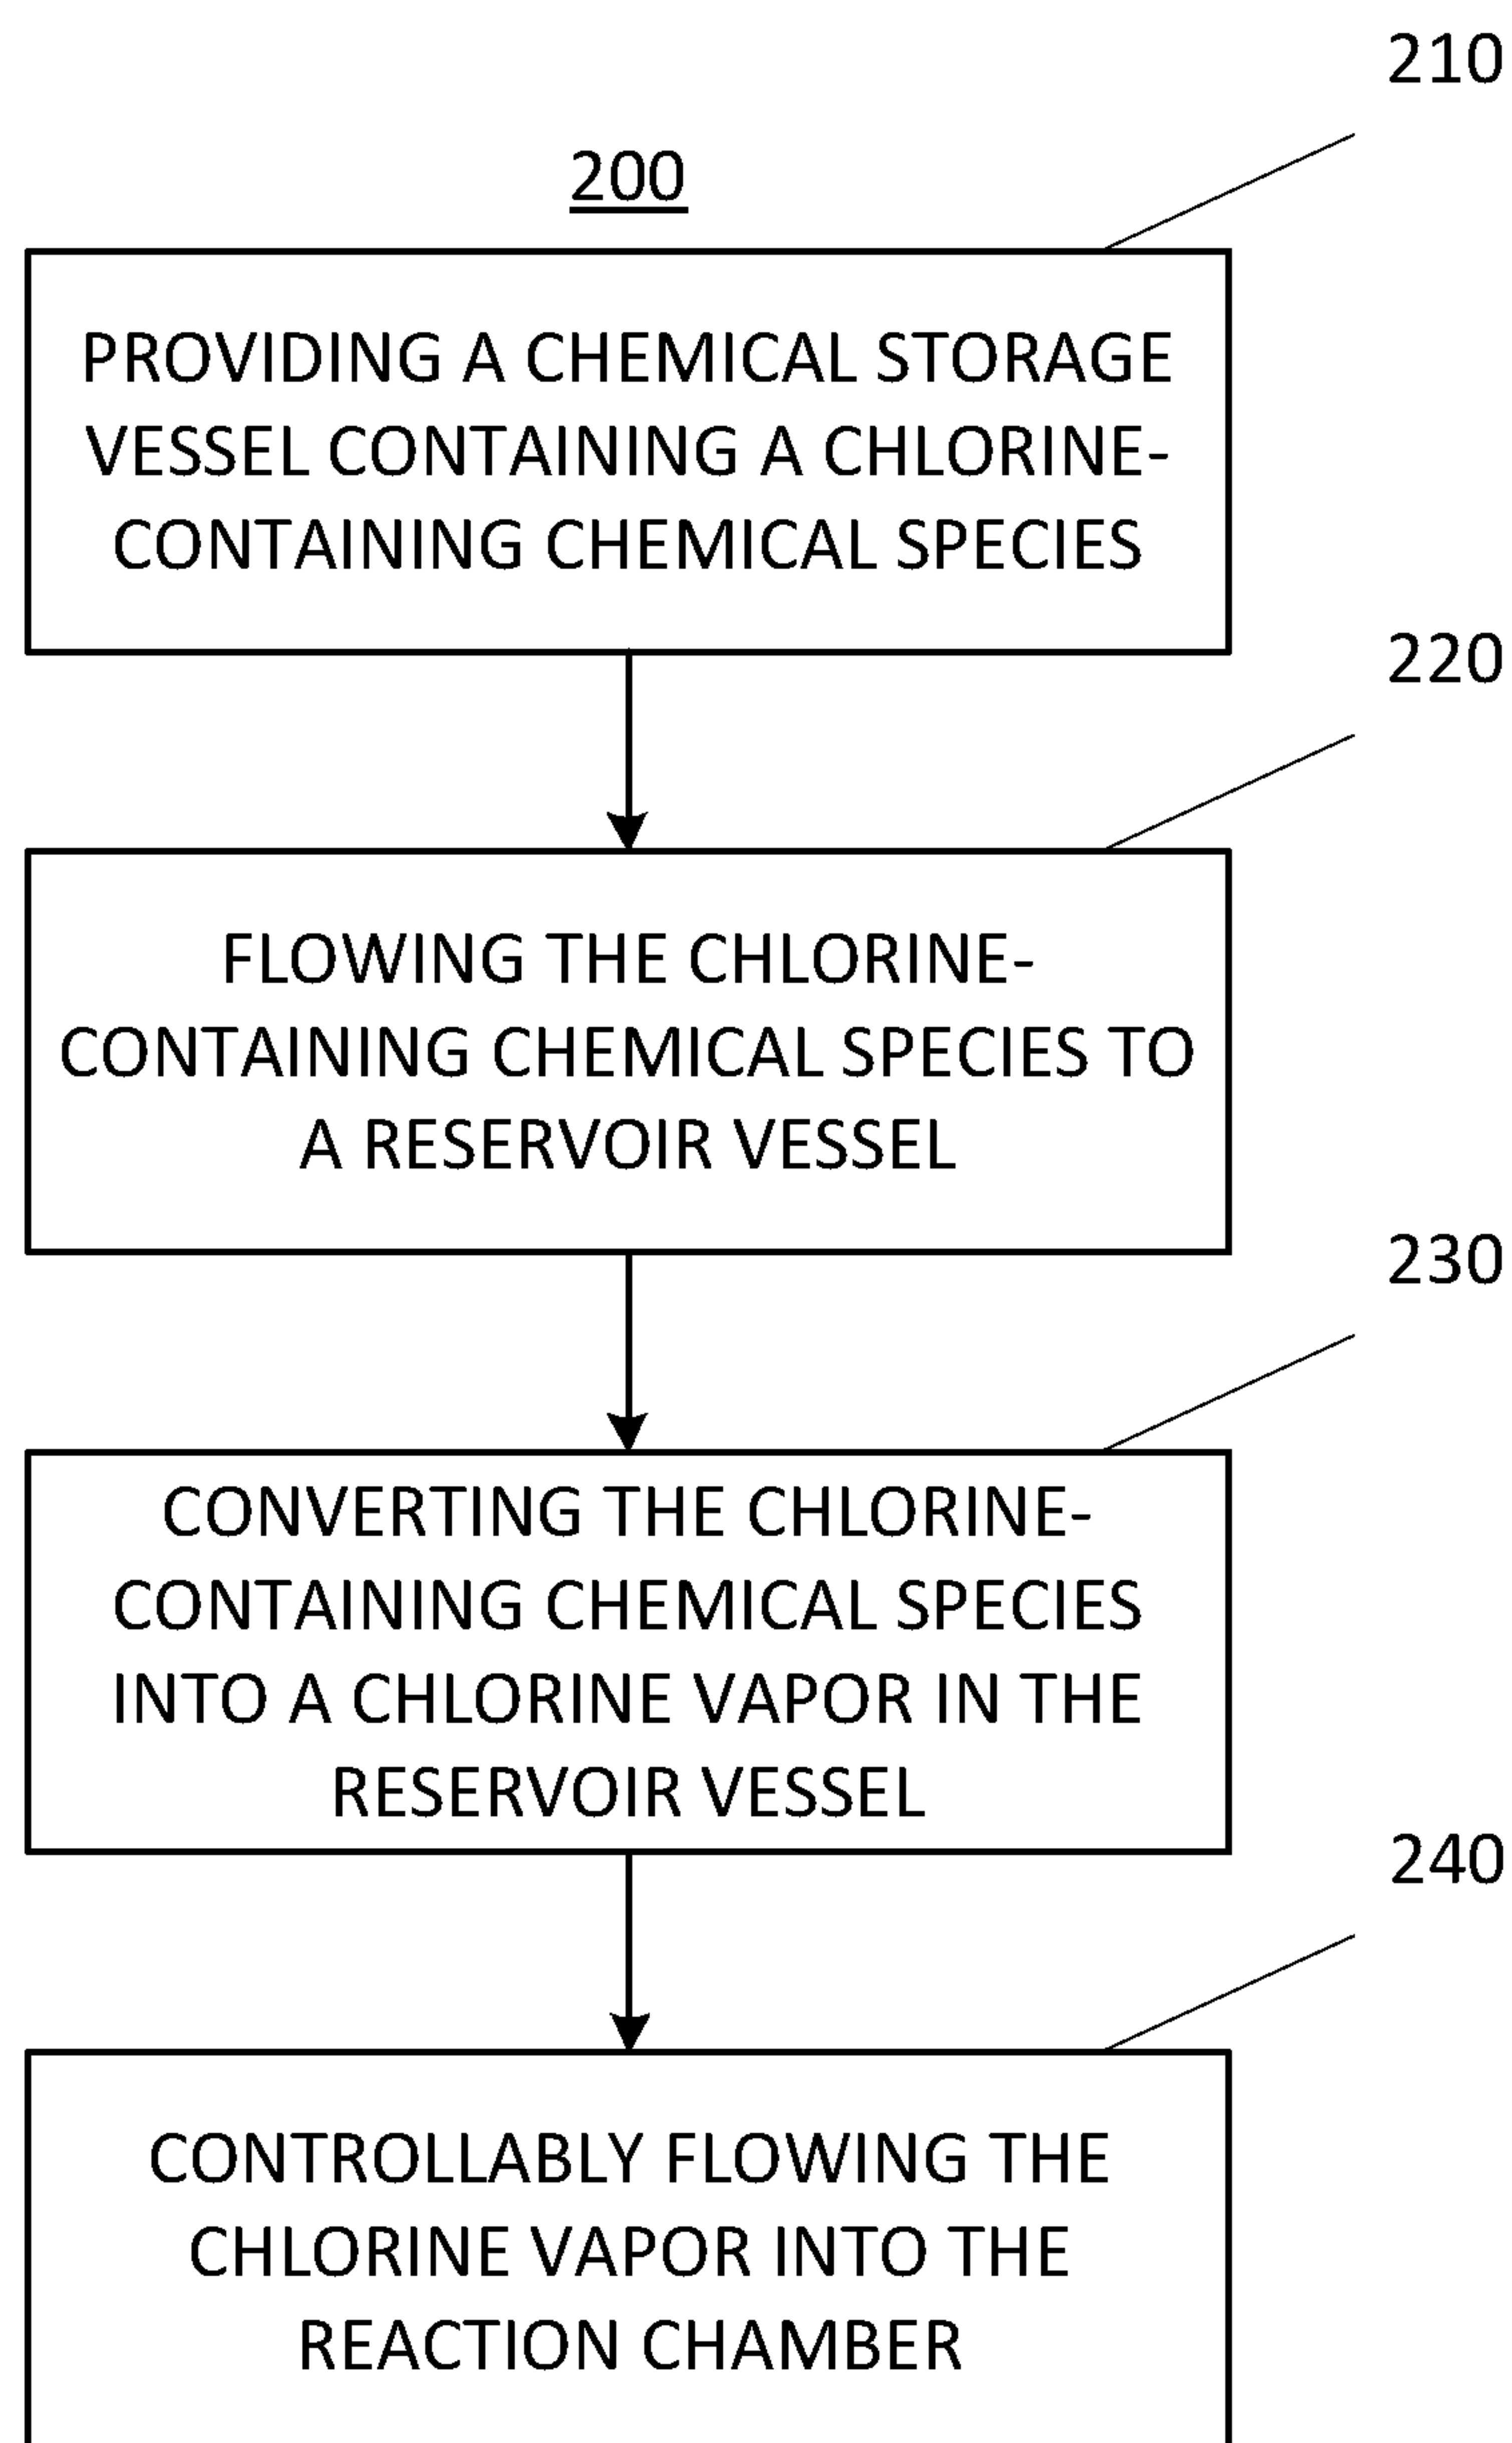 210
200
PROVIDING A CHEMICAL STORAGE
VESSEL CONTAINING A CHLORINE-
CONTAINING CHEMICAL SPECIES
220
FLOWING THE CHLORINE-
CONTAINING CHEMICAL SPECIES TO
A RESERVOIR VESSEL
230
CONVERTING THE CHLORINE-
CONTAINING CHEMICAL SPECIES
INTO A CHLORINE VAPOR IN THE
RESERVOIR VESSEL
240
CONTROLLABLY FLOWING THE
CHLORINE VAPOR INTO THE
REACTION CHAMBER